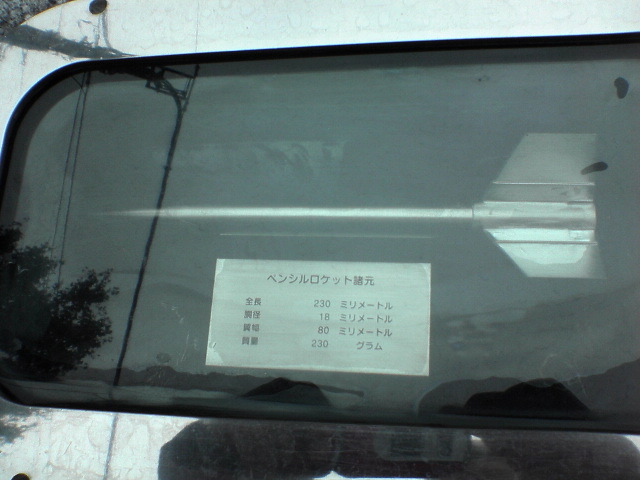 ペンシルロケット諸元
全長 230 ミリメートル
胴径 18 ミリメートル
翼幅 80 ミリメートル
質量 230 グラム